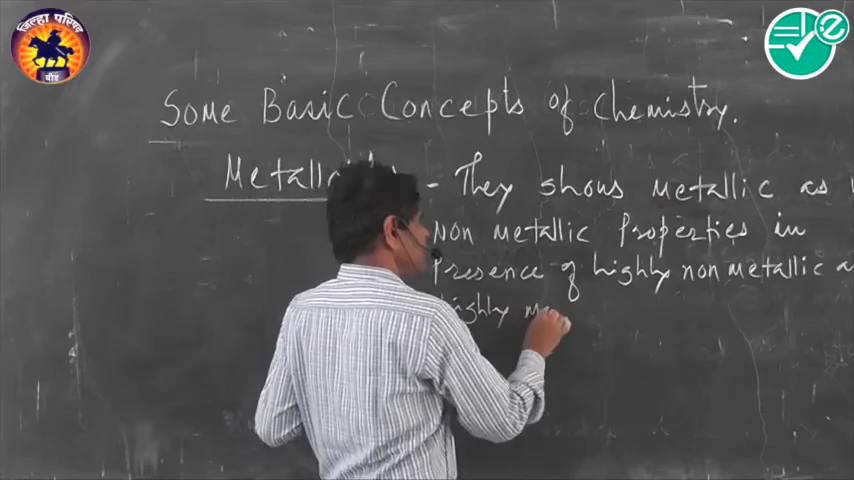 जिल्हा परिषद
बीड
Some Basic Concepts of Chemistry.
- They shows metallic as
non metallic Properties in
Presence of highly non metallic
highly